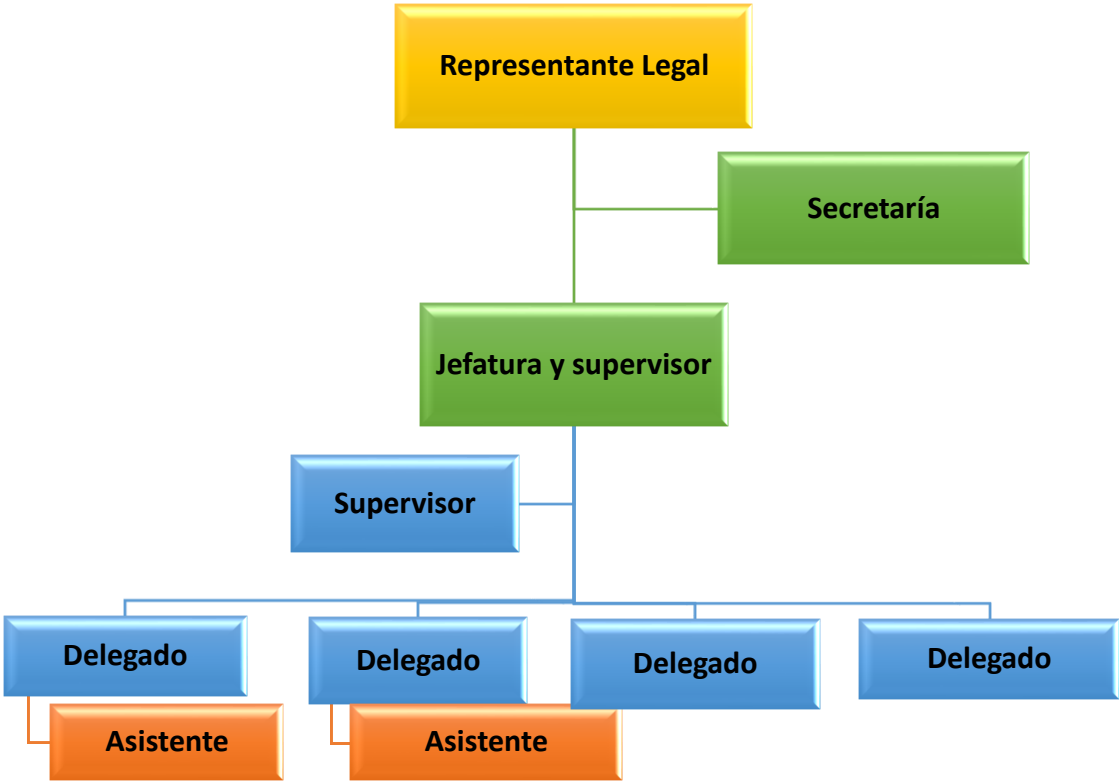 Representante Legal
Secretaría
Jefatura y supervisor
Supervisor
Delegado
Delegado
Delegado
Delegado
Asistente
Asistente